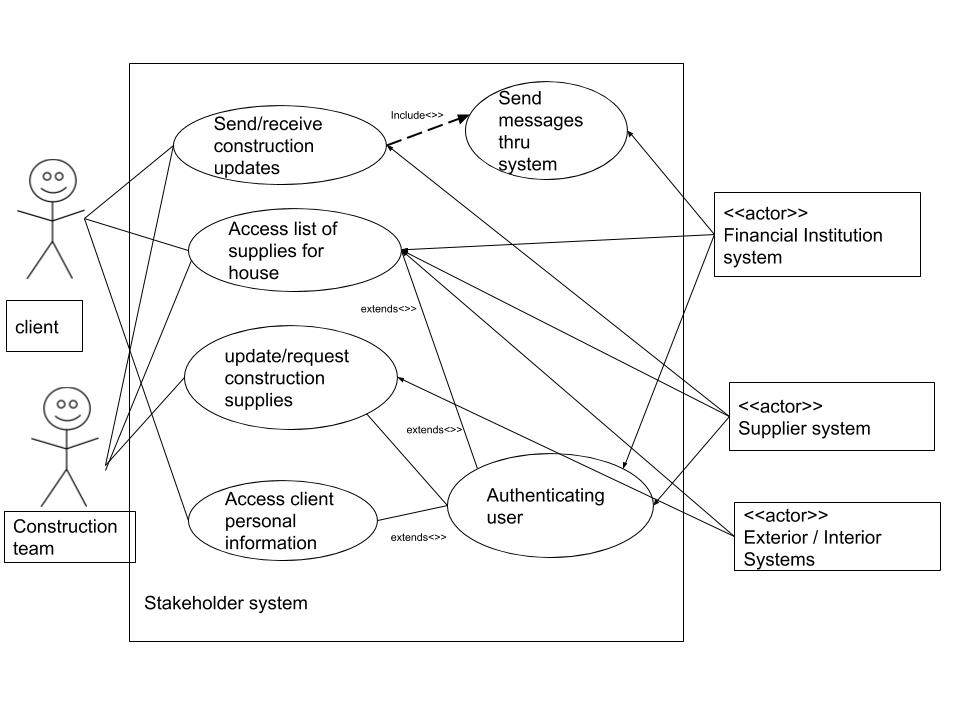 Send/receive
construction
updates
Include<>>
Send
messages
thru
system
<<actor>>
Financial Institution
system
Access list of
supplies for
house
extends<>>
client
update/request
construction
supplies
<<actor>>
Supplier system
extends<>>
Access client
personal
information
Authenticating
user
extends<>>
<<actor>>
Exterior / Interior
Systems
Construction
team
Stakeholder system